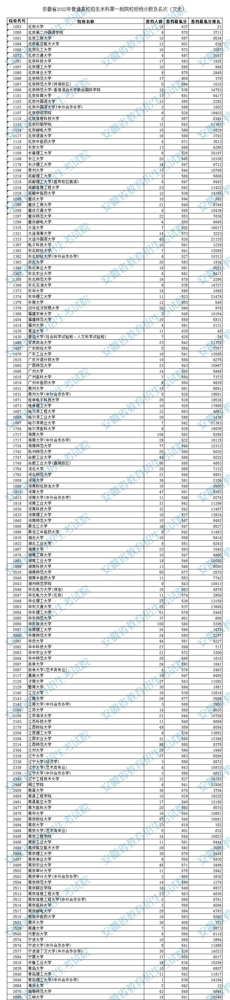 安徽省2022年普通高校招生本科第一批院校投档分数及名次（文史）
院校代号 院校名称 投档人数 投档最低分 投档最低分排名
1053 北京大学 18 637 21
1055 北京第二外国语学院 8 570 3711
1061 北京工商大学 10 557 6534
1066 北京航空航天大学 12 601 636
1069 北京化工大学 16 572 3357
1072 北京交通大学 8 587 1543
1081 北京科技大学 17 583 1925
1087 北京理工大学 10 595 949
1090 北京林业大学 8 575 2845
1096 北京师范大学 17 608 378
1097 北京师范大学(珠海校区) 5 594 1010
1098 北京师范大学-香港浸会大学联合国际学院 19 535 14753
1101 北京体育大学 17 561 5417
1103 北京外国语大学 13 580 2282
1103 北京外国语大学(中外合作办学) 2 586 1602
1107 北京物资学院 6 526 19403
1110 北京信息科技大学 2 557 6341
1113 北京印刷学院 12 542 11393
1114 北京邮电大学 15 586 1629
1117 北京语言大学 16 569 3793
1119 北京中医药大学 4 571 3513
1142 长安大学 13 566 4285
1158 长春理工大学 5 525 20197
1168 长江大学 20 545 10105
1178 长沙理工大学 14 547 9712
1198 常州大学 13 544 10769
1218 成都理工大学 2 560 5606
1218 成都理工大学(宜宾校区就读) 8 547 9483
1224 成都信息工程大学 23 542 11422
1229 成都中医药大学 12 536 14158
1245 重庆大学 10 594 982
1255 重庆工商大学 21 549 8748
1269 重庆交通大学 9 545 10438
1287 重庆师范大学 22 553 7636
1299 重庆邮电大学 4 556 6645
1315 大连大学 7 532 16017
1321 大连海事大学 14 573 3223
1333 大连外国语大学 40 524 21120
1357 电子科技大学 10 591 1229
1362 东北财经大学 7 541 12099
1362 东北财经大学(中外合作办学) 6 527 19313
1363 东北大学 20 583 1934
1366 东北林业大学 16 561 5521
1367 东北农业大学 8 561 5411
1368 东北师范大学 18 579 2295
1369 东北石油大学 9 535 14727
1373 东华大学 18 585 1666
1374 东华理工大学 11 523 21478
1375 东南大学 12 603 546
1379 对外经济贸易大学 26 594 978
1399 福建农林大学 2 545 10154
1404 福建师范大学 10 559 5831
1414 福州大学 4 581 2131
1430 复旦大学 11 630 49
1430 复旦大学(社会科学试验班、人文科学试验班) 7 626 74
1449 甘肃政法大学 23 542 11379
1467 广东财经大学 5 554 7257
1476 广东工业大学 16 541 12085
1515 广东外语外贸大学 19 558 6275
1560 广西师范大学 23 543 10967
1585 广州大学 14 559 5888
1615 广州医科大学 7 554 7373
1618 广州中医药大学 9 550 8626
1631 贵州大学 16 561 5551
1631 贵州大学(中外合作办学) 5 526 19561
1671 桂林电子科技大学 20 526 19536
1673 桂林理工大学 10 529 17685
1687 哈尔滨工程大学 12 563 4901
1688 哈尔滨工业大学 20 588 1434
1697 哈尔滨商业大学 7 542 11383
1704 哈尔滨医科大学 8 528 18635
1717 海南大学 104 562 5269
1717 海南大学(中外合作办学) 29 532 16115
1724 海南师范大学 77 540 12312
1742 杭州师范大学 25 560 5620
1747 合肥工业大学 44 568 4032
1748 合肥工业大学(宣城校区) 65 565 4653
1754 河北大学 28 555 7133
1792 河北师范大学 21 549 8801
1808 河海大学 36 581 2159
1809 河南财经政法大学 16 549 8905
1813 河南大学 47 561 5383
1813 河南大学(中外合作办学) 11 548 9274
1818 河南工业大学 31 542 11296
1830 河南科技大学 32 542 11487
1833 河南理工大学 10 537 13924
1840 河南师范大学 15 547 9482
1869 黑龙江大学 16 547 9527
1899 黑龙江中医药大学 6 542 11483
1915 湖北大学 19 559 5816
1922 湖北工业大学 9 551 8243
1967 湖南大学 23 593 1040
1978 湖南工商大学 10 547 9490
1981 湖南工业大学 19 546 10000
1996 湖南科技大学 13 548 9090
2015 湖南师范大学 50 577 2570
2040 湖南中医药大学 11 553 7742
2043 湖州师范学院 9 543 10913
2046 华北电力大学(保定) 15 563 4976
2047 华北电力大学(北京) 11 574 2959
2049 华北理工大学 27 538 13158
2053 华东交通大学 25 537 13645
2054 华东理工大学 51 578 2446
2055 华东师范大学 37 601 606
2056 华东政法大学 100 580 2205
2057 华南理工大学 24 588 1475
2060 华南师范大学 24 580 2257
2061 华侨大学 44 551 8227
2062 华中科技大学 27 599 717
2063 华中农业大学 21 572 3309
2064 华中师范大学 25 586 1610
2087 吉林大学 24 593 1041
2087 吉林大学(艺术类专业) 4 578 2463
2117 集美大学 19 547 9480
2120 济南大学 27 543 11092
2129 暨南大学 30 584 1851
2140 江汉大学 15 539 12618
2143 江南大学 28 577 2586
2143 江南大学(中外合作办学) 3 569 3850
2150 江苏大学 14 559 6025
2156 江苏海洋大学 21 544 10709
2163 江苏科技大学 11 549 8666
2179 江西财经大学 49 559 6054
2206 江西理工大学 6 538 13052
2208 江西农业大学 31 540 12388
2214 江西师范大学 95 550 8375
2304 兰州大学 25 584 1846
2339 辽宁大学 27 563 5098
2339 辽宁大学(经济学) 3 556 6872
2339 辽宁大学(艺术类专业) 4 543 10933
2339 辽宁大学(中外合作办学) 3 556 6811
2342 辽宁工程技术大学 12 527 19153
2446 闽江学院 6 541 11906
2455 南昌大学 38 570 3704
2459 南昌工程学院 10 528 18225
2461 南昌航空大学 17 540 12189
2477 南方医科大学 20 550 8570
2478 南华大学 16 544 10651
2480 南京财经大学 67 546 10061
2484 南京大学 23 618 152
2484 南京大学(艺术类专业) 5 601 632
2485 南京工程学院 14 544 10623
2486 南京工业大学 11 561 5444
2489 南京航空航天大学 29 582 2005
2494 南京理工大学 30 578 2448
2497 南京林业大学 8 559 5830
2499 南京农业大学 45 571 3498
2502 南京审计大学 11 575 2842
2502 南京审计大学(中外合作办学) 2 568 3930
2504 南京师范大学 18 590 1279
2511 南京晓庄学院 18 549 8837
2512 南京信息工程大学 23 563 4930
2512 南京信息工程大学(中外合作办学) 2 556 6781
2514 南京医科大学 2 558 6094
2517 南京邮电大学 29 564 4793
2519 南京中医药大学 18 563 5082
2521 南开大学 30 608 372
2528 南通大学 7 559 5873
2545 内蒙古大学 9 558 6118
2574 宁波大学 10 568 3954
2574 宁波大学(中外合作办学) 5 541 11985
2577 宁波诺丁汉大学(中外合作办学) 30 536 14023
2584 宁夏大学 17 559 6017
2616 齐鲁工业大学 16 534 15298
2635 青岛大学 10 556 6807
2646 青岛理工大学 11 542 11617
2646 青岛理工大学(中外合作办学) 1 536 14194
2664 清华大学 2 642 12
2670 曲阜师范大学 42 549 8844
2695 三峡大学 18 541 12049
安徽省教育招生考试院